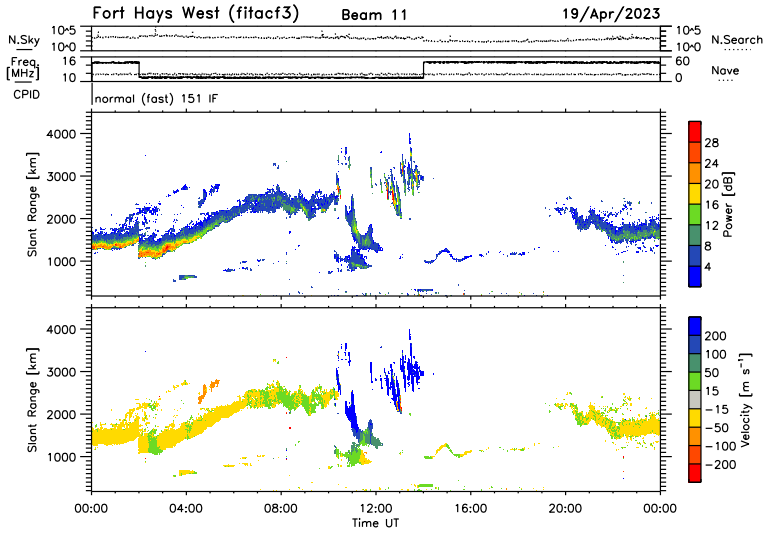 Fort Hays West (fitacf3) Beam 11 19/Apr/2023
N.Sky 10^5 10^0 10^5 10^0 N.Search
Freq. [MHz] 16 10 60 0 Nave
CPID normal (fast) 151 IF
Slant Range [km]
4000
3000
2000
1000
28
24
20
16
12
8
4
Power [dB]
Slant Range [km]
4000
3000
2000
1000
200
100
50
15
-15
-50
-100
-200
Velocity [m s^-1]
00:00 04:00 08:00 12:00 16:00 20:00 00:00
Time UT